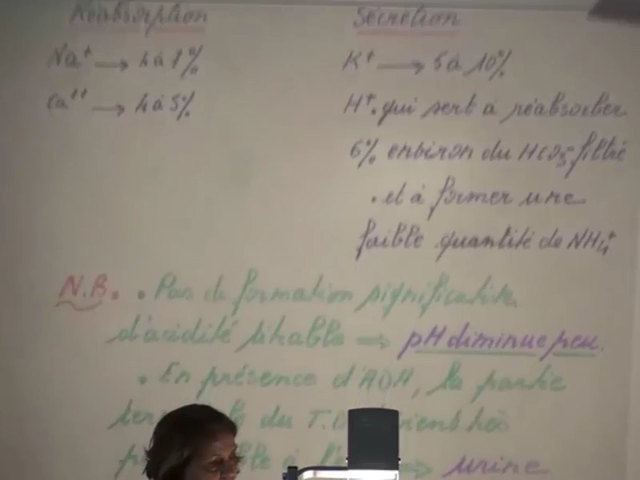 Réabsorption
Sécrétion
Na⁺ → 4 à 7%
Ca⁺⁺ → 4 à 5%
K⁺ → 5 à 10%
H⁺ • qui sert à réabsorber
6% environ du HCO₃⁻ filtré
• et à former une
faible quantité de NH₄⁺
N.B. • Pas de formation significative
d'acidité titrable ⇒ pH diminue peu.
• En présence d'ADH, la partie
du T.D
à ⇒ urine